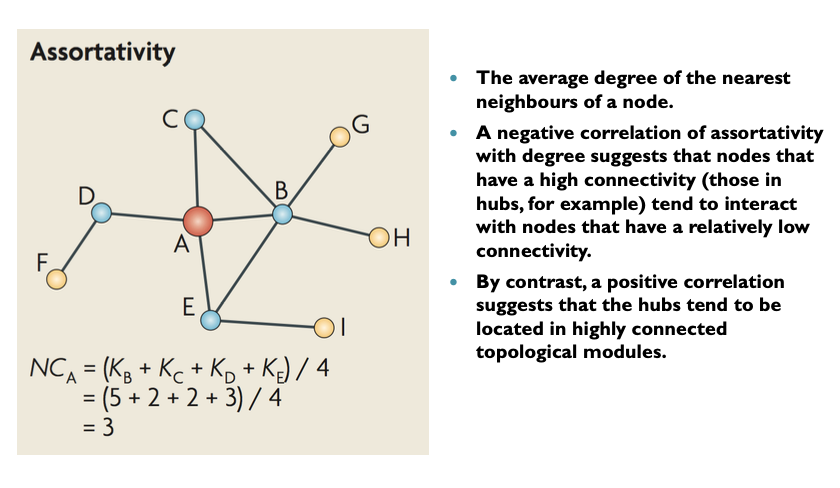 Assortativity
C
G
D
B
A
H
F
E
I
NC_A = (K_B + K_C + K_D + K_E) / 4
= (5 + 2 + 2 + 3) / 4
= 3
• The average degree of the nearest
neighbours of a node.
• A negative correlation of assortativity
with degree suggests that nodes that
have a high connectivity (those in
hubs, for example) tend to interact
with nodes that have a relatively low
connectivity.
• By contrast, a positive correlation
suggests that the hubs tend to be
located in highly connected
topological modules.